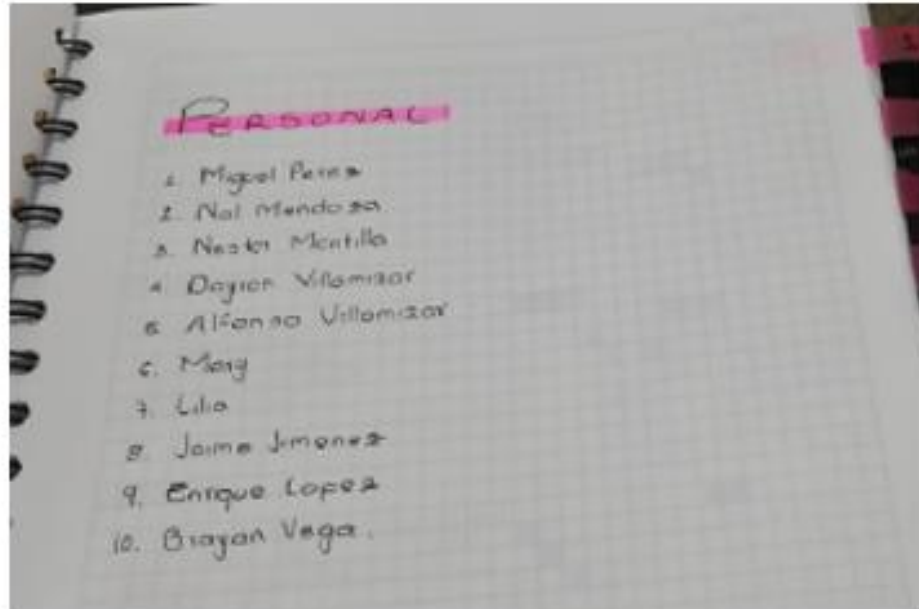 PERSONAL
1. Miguel Perez
2. Nol Mendoza
3. Nestor Montilla
4. Dayron Villamizar
5. Alfonso Villamizar
6. Mary
7. Lilia
8. Jaime Jimenez
9. Enrique Lopez
10. Brayan Vega.